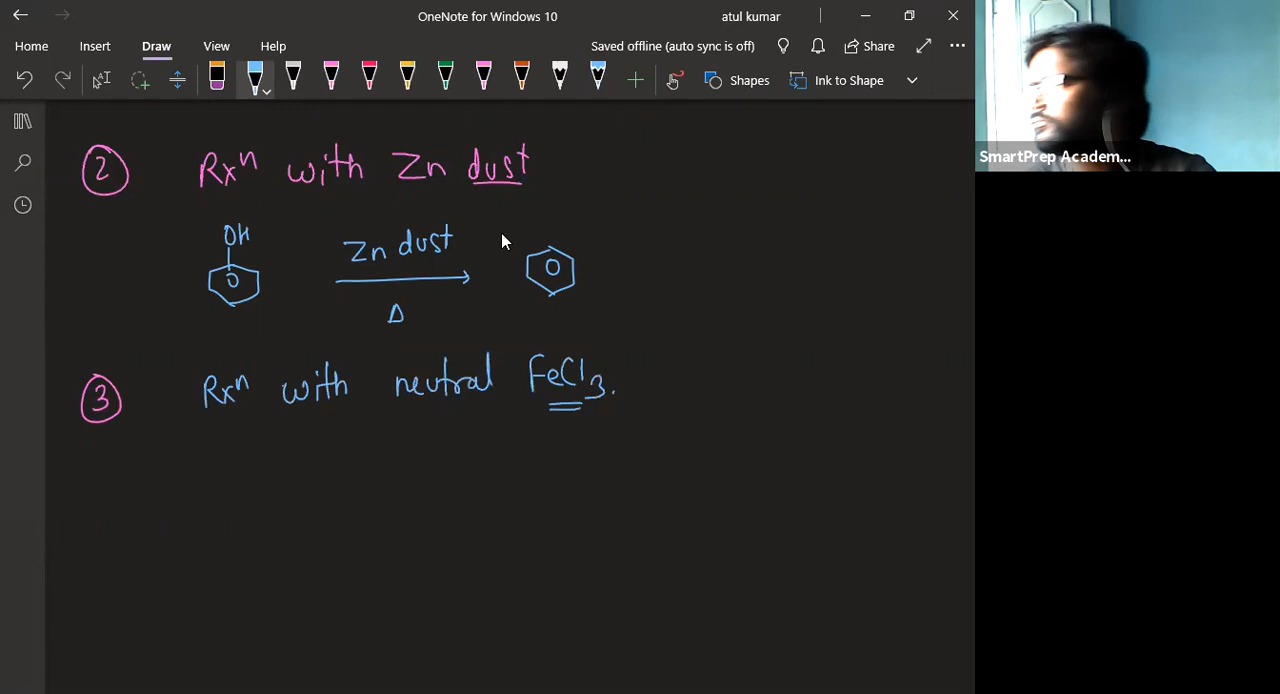 OneNote for Windows 10
atul kumar
Home Insert Draw View Help
Saved offline (auto sync is off)
Share
Shapes
Ink to Shape
SmartPrep Academ...
2 Rxⁿ with Zn dust
OH
Zn dust
Δ
3 Rxⁿ with neutral FeCl3.